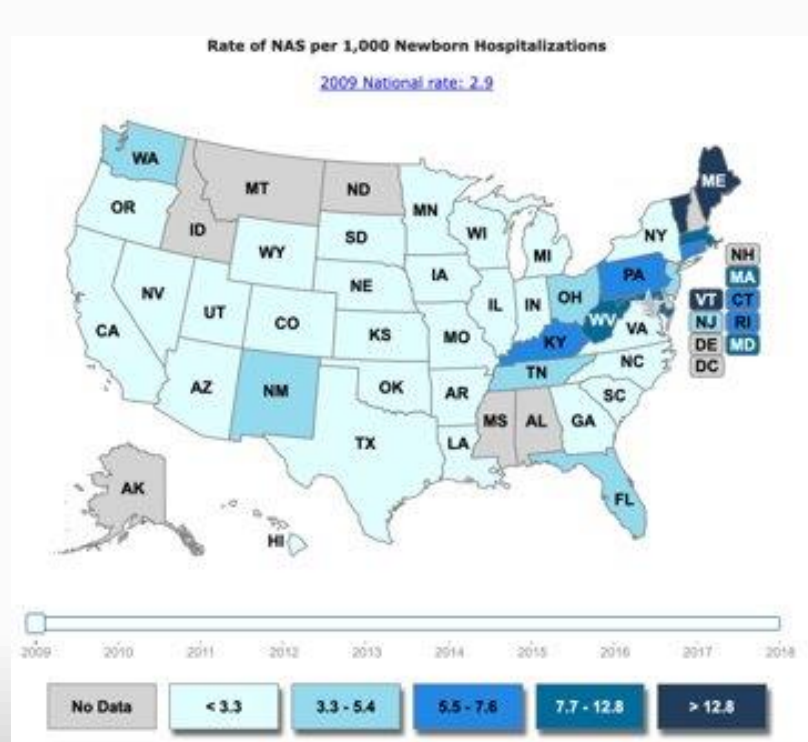 Rate of NAS per 1,000 Newborn Hospitalizations
2009 National rate: 2.9
WA
MT
ND
ME
OR
ID
MN
SD
WI
NY
WY
MI
NH
IA
PA
MA
NE
NV
OH
VT
CT
UT
IL
IN
WV
NJ
RI
CO
CA
KS
MO
KY
VA
DE
MD
NC
DC
TN
AZ
NM
OK
AR
SC
MS
AL
GA
TX
LA
AK
FL
HI
2009 2010 2011 2012 2013 2014 2015 2016 2017 2018
No Data < 3.3 3.3 - 5.4 5.5 - 7.6 7.7 - 12.8 > 12.8